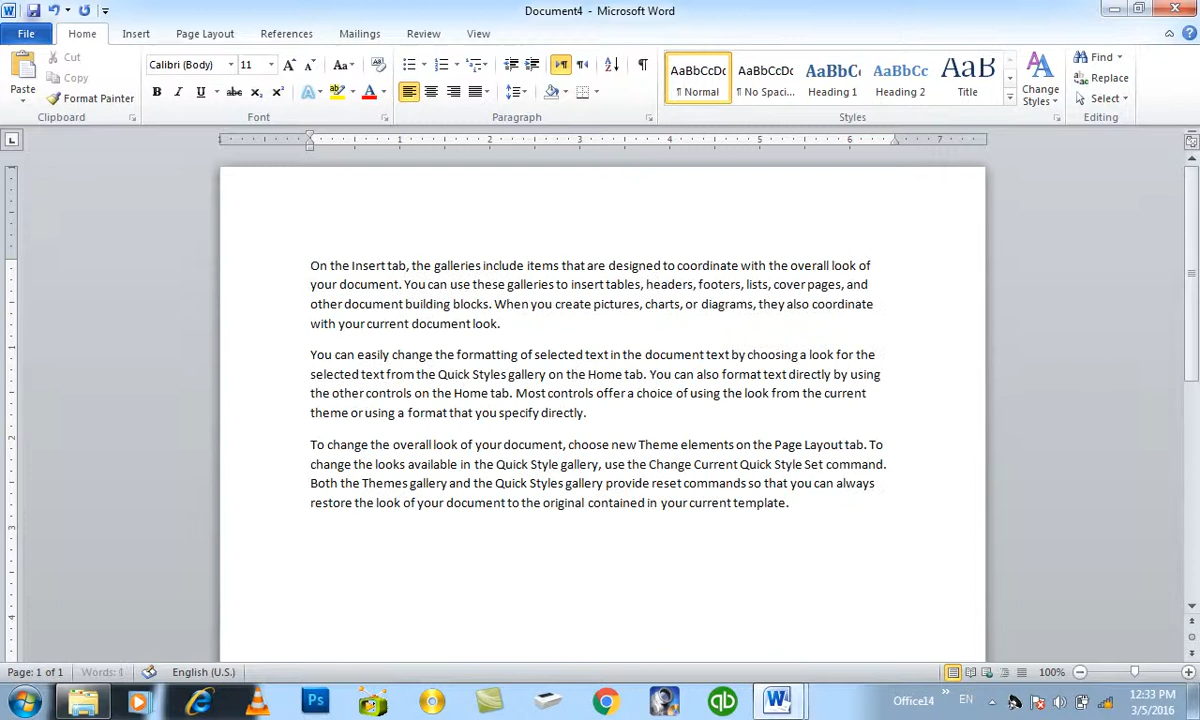 Document4 - Microsoft Word
File Home Insert Page Layout References Mailings Review View
Paste
Cut
Copy
Format Painter
Clipboard
Calibri (Body) 11
Font
Paragraph
AaBbCcDc AaBbCcDc AaBbC AaBbCc AaB
¶ Normal ¶ No Spaci... Heading 1 Heading 2 Title
Change
Styles
Styles
Find
Replace
Select
Editing
1 2 3 4 5 6 7
On the Insert tab, the galleries include items that are designed to coordinate with the overall look of
your document. You can use these galleries to insert tables, headers, footers, lists, cover pages, and
other document building blocks. When you create pictures, charts, or diagrams, they also coordinate
with your current document look.
You can easily change the formatting of selected text in the document text by choosing a look for the
selected text from the Quick Styles gallery on the Home tab. You can also format text directly by using
the other controls on the Home tab. Most controls offer a choice of using the look from the current
theme or using a format that you specify directly.
To change the overall look of your document, choose new Theme elements on the Page Layout tab. To
change the looks available in the Quick Style gallery, use the Change Current Quick Style Set command.
Both the Themes gallery and the Quick Styles gallery provide reset commands so that you can always
restore the look of your document to the original contained in your current template.
Page: 1 of 1 Words: English (U.S.) 100%
Ps qb W Office14 » EN 12:33 PM
3/5/2016